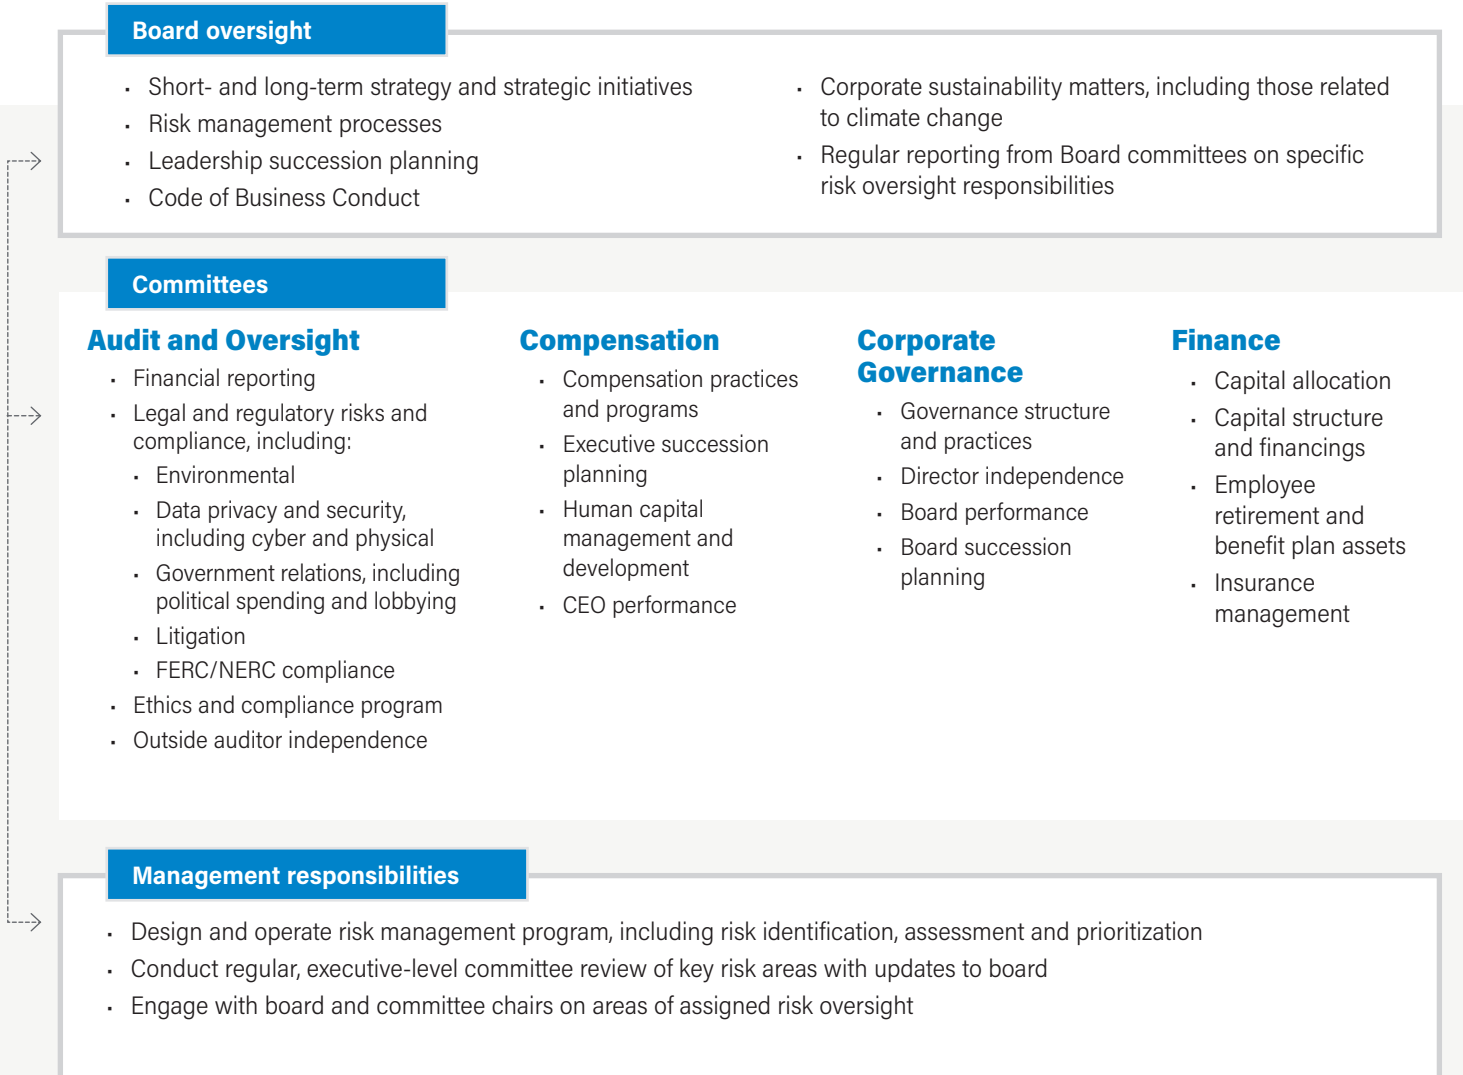 Board oversight
· Short- and long-term strategy and strategic initiatives
· Risk management processes
· Leadership succession planning
· Code of Business Conduct
· Corporate sustainability matters, including those related
to climate change
· Regular reporting from Board committees on specific
risk oversight responsibilities
Committees
Audit and Oversight
· Financial reporting
· Legal and regulatory risks and
compliance, including:
· Environmental
· Data privacy and security,
including cyber and physical
· Government relations, including
political spending and lobbying
· Litigation
· FERC/NERC compliance
· Ethics and compliance program
· Outside auditor independence
Compensation
· Compensation practices
and programs
· Executive succession
planning
· Human capital
management and
development
· CEO performance
Corporate
Governance
· Governance structure
and practices
· Director independence
· Board performance
· Board succession
planning
Finance
· Capital allocation
· Capital structure
and financings
· Employee
retirement and
benefit plan assets
· Insurance
management
Management responsibilities
· Design and operate risk management program, including risk identification, assessment and prioritization
· Conduct regular, executive-level committee review of key risk areas with updates to board
· Engage with board and committee chairs on areas of assigned risk oversight